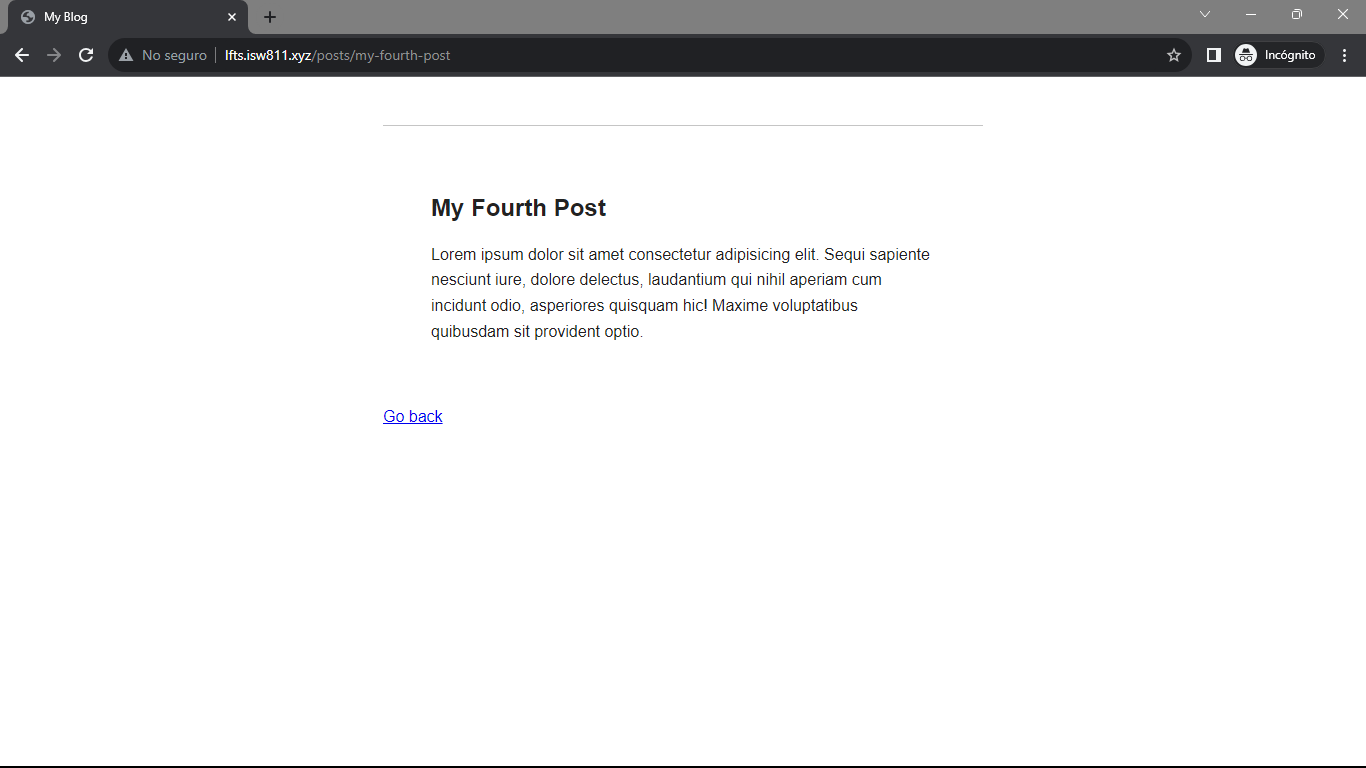 My Blog
No seguro
lfts.isw811.xyz/posts/my-fourth-post
Incógnito
My Fourth Post
Lorem ipsum dolor sit amet consectetur adipisicing elit. Sequi sapiente
nesciunt iure, dolore delectus, laudantium qui nihil aperiam cum
incidunt odio, asperiores quisquam hic! Maxime voluptatibus
quibusdam sit provident optio.
Go back